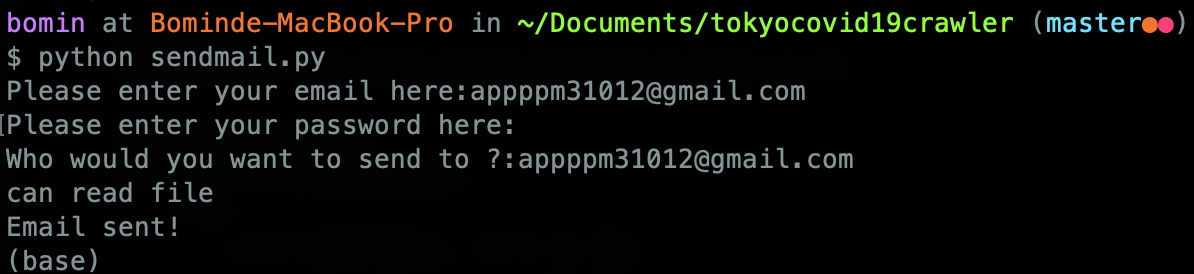 bomin at Bominde-MacBook-Pro in ~/Documents/tokyocovid19crawler (master●●)
$ python sendmail.py
Please enter your email here:appppm31012@gmail.com
Please enter your password here:
Who would you want to send to ?:appppm31012@gmail.com
can read file
Email sent!
(base)